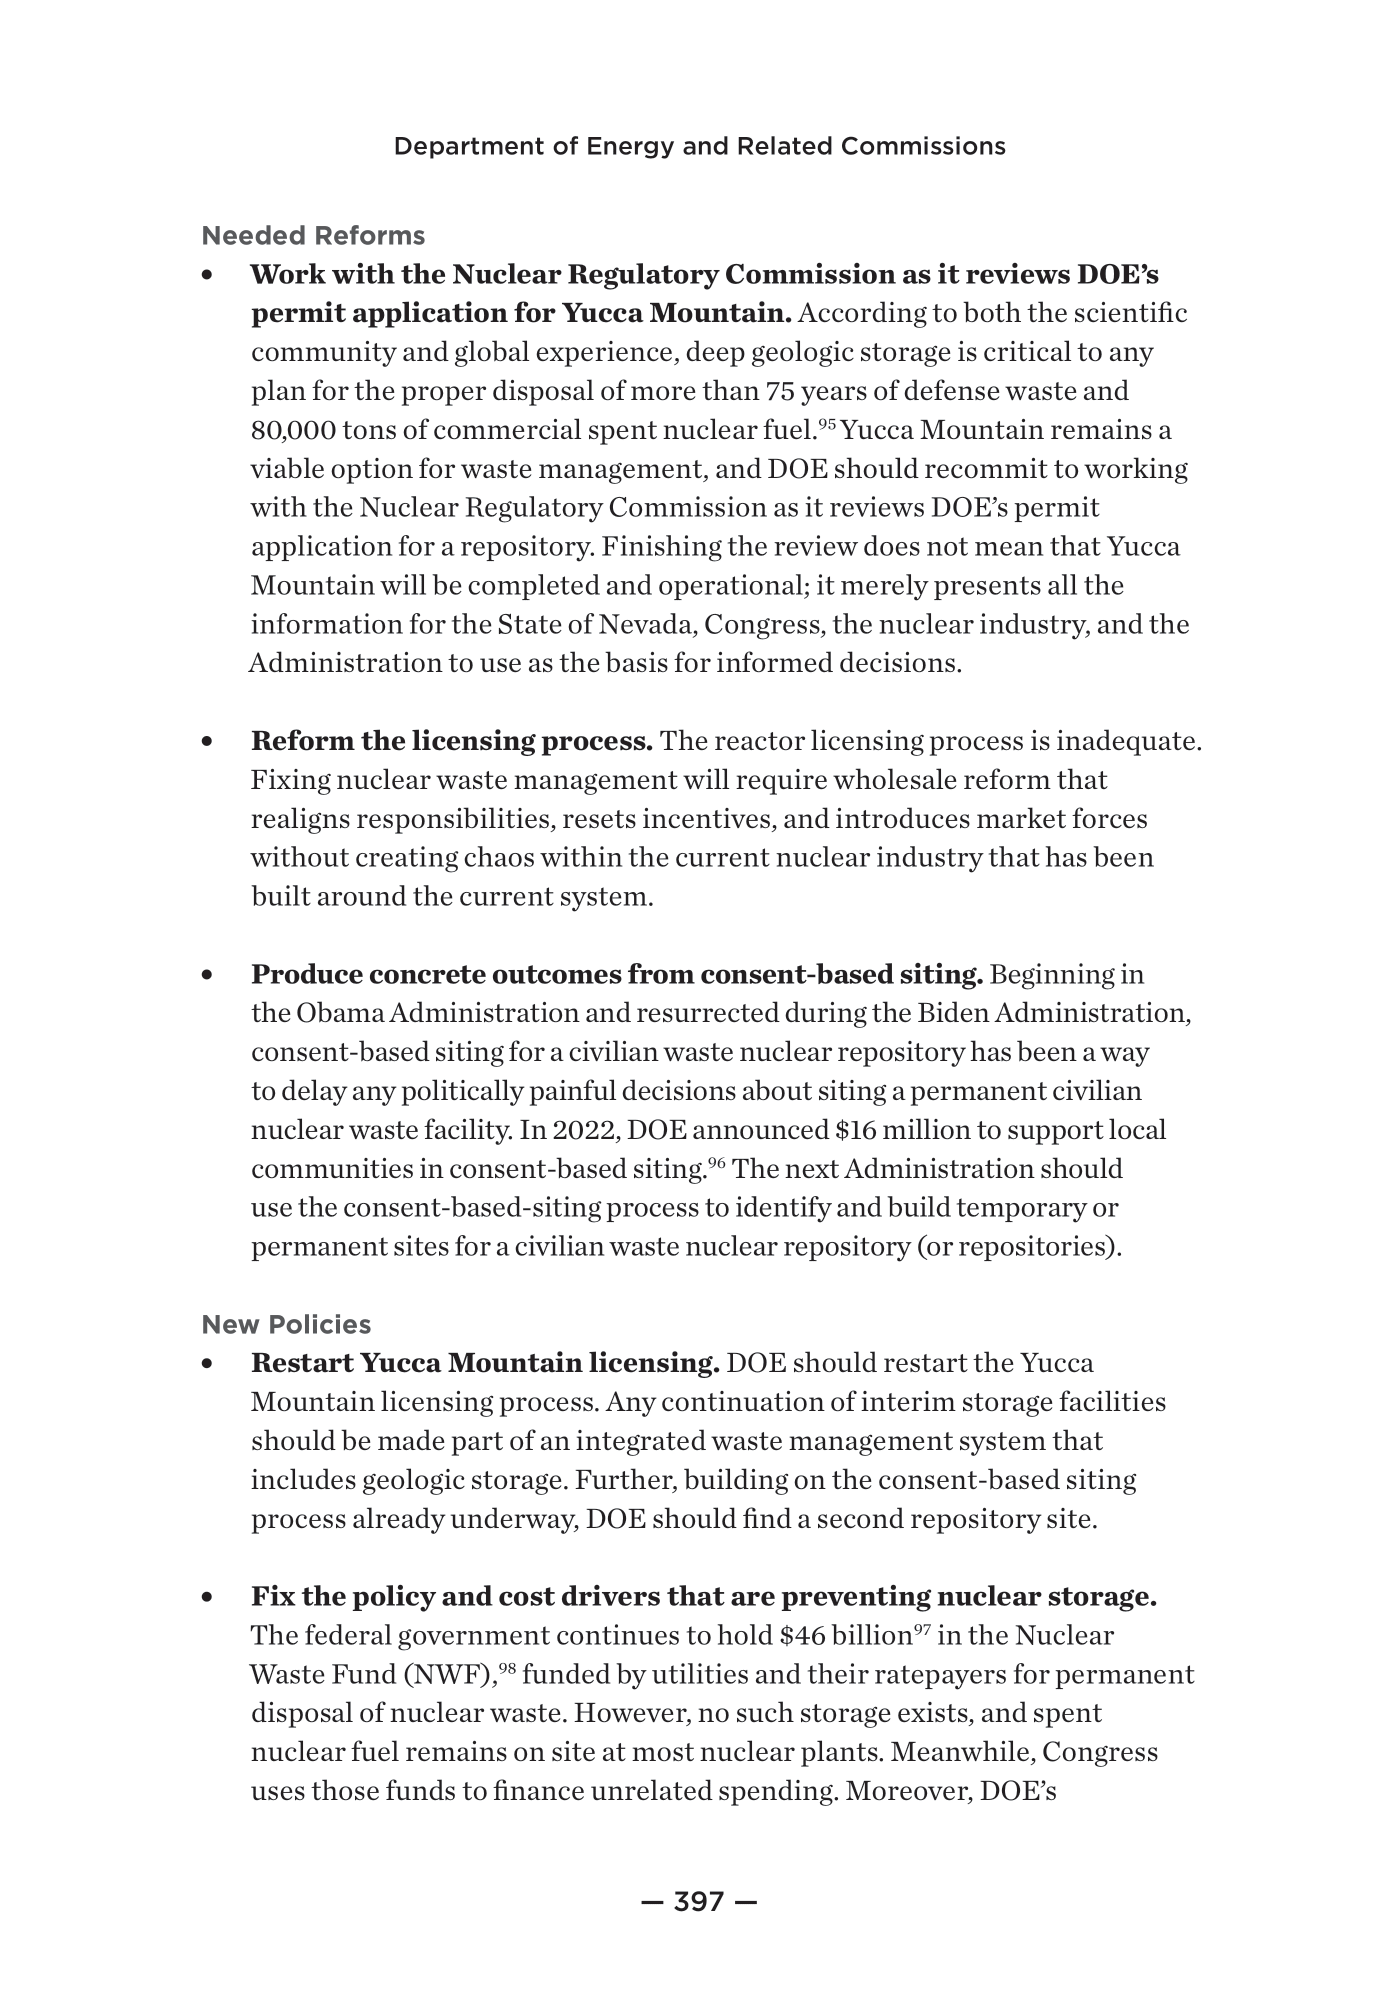 Department of Energy and Related Commissions
Needed Reforms
• Work with the Nuclear Regulatory Commission as it reviews DOE’s
permit application for Yucca Mountain. According to both the scientific
community and global experience, deep geologic storage is critical to any
plan for the proper disposal of more than 75 years of defense waste and
80,000 tons of commercial spent nuclear fuel.95 Yucca Mountain remains a
viable option for waste management, and DOE should recommit to working
with the Nuclear Regulatory Commission as it reviews DOE’s permit
application for a repository. Finishing the review does not mean that Yucca
Mountain will be completed and operational; it merely presents all the
information for the State of Nevada, Congress, the nuclear industry, and the
Administration to use as the basis for informed decisions.
• Reform the licensing process. The reactor licensing process is inadequate.
Fixing nuclear waste management will require wholesale reform that
realigns responsibilities, resets incentives, and introduces market forces
without creating chaos within the current nuclear industry that has been
built around the current system.
• Produce concrete outcomes from consent-based siting. Beginning in
the Obama Administration and resurrected during the Biden Administration,
consent-based siting for a civilian waste nuclear repository has been a way
to delay any politically painful decisions about siting a permanent civilian
nuclear waste facility. In 2022, DOE announced $16 million to support local
communities in consent-based siting.96 The next Administration should
use the consent-based-siting process to identify and build temporary or
permanent sites for a civilian waste nuclear repository (or repositories).
New Policies
• Restart Yucca Mountain licensing. DOE should restart the Yucca
Mountain licensing process. Any continuation of interim storage facilities
should be made part of an integrated waste management system that
includes geologic storage. Further, building on the consent-based siting
process already underway, DOE should find a second repository site.
• Fix the policy and cost drivers that are preventing nuclear storage.
The federal government continues to hold $46 billion97 in the Nuclear
Waste Fund (NWF),98 funded by utilities and their ratepayers for permanent
disposal of nuclear waste. However, no such storage exists, and spent
nuclear fuel remains on site at most nuclear plants. Meanwhile, Congress
uses those funds to finance unrelated spending. Moreover, DOE’s
— 397 —